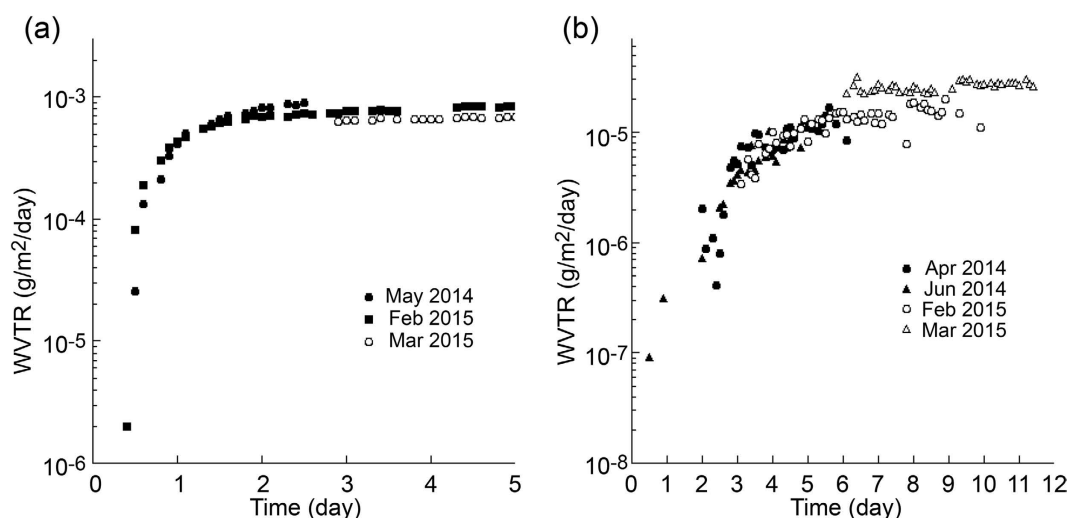 (a)
(b)
10-3
10-4
10-5
10-6
WVTR (g/m2/day)
May 2014
Feb 2015
Mar 2015
0 1 2 3 4 5
Time (day)
10-5
10-6
10-7
10-8
WVTR (g/m2/day)
Apr 2014
Jun 2014
Feb 2015
Mar 2015
0 1 2 3 4 5 6 7 8 9 10 11 12
Time (day)